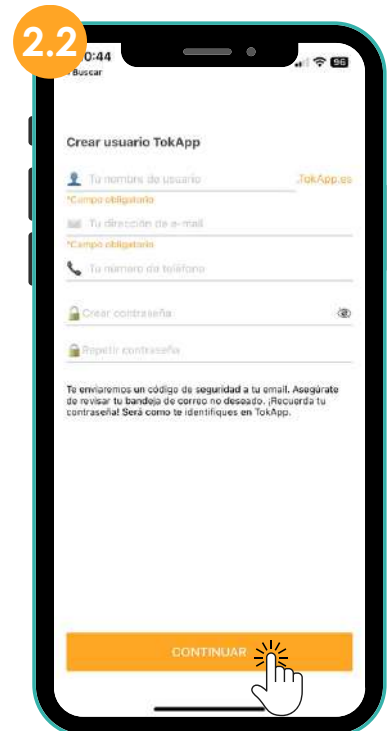 2.2
0:44
Buscar
96
Crear usuario TokApp
Tu nombre de usuario .TokApp.es
*Campo obligatorio
Tu dirección de e-mail
*Campo obligatorio
Tu número de teléfono
Crear contraseña
Repetir contraseña
Te enviaremos un código de seguridad a tu email. Asegúrate
de revisar tu bandeja de correo no deseado. ¡Recuerda tu
contraseña! Será como te identifiques en TokApp.
CONTINUAR